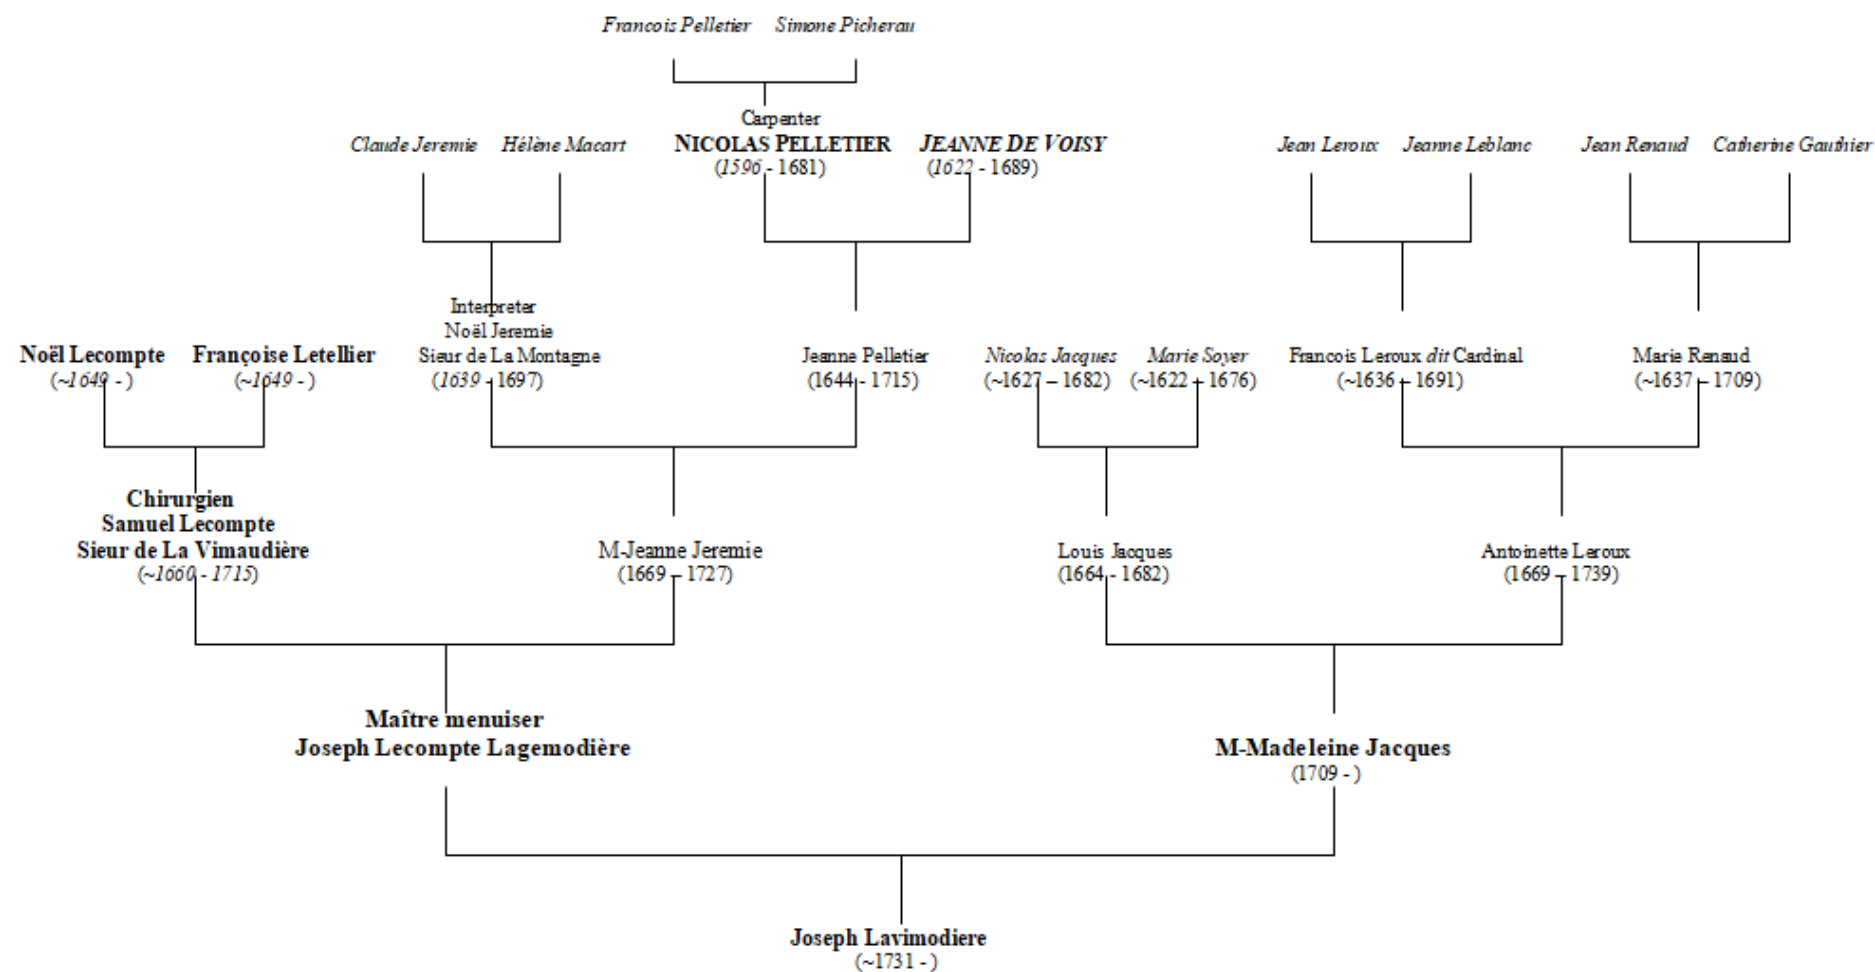 Francois Pelletier Simone Picherau
Carpenter
Claude Jeremie Hélène Macart NICOLAS PELLETIER JEANNE DE VOISY Jean Leroux Jeanne Leblanc Jean Renaud Catherine Gauthier
(1596 - 1681) (1622 - 1689)
Interpreter
Noël Jeremie
Noël Lecompte Françoise Letellier Sieur de La Montagne Jeanne Pelletier Nicolas Jacques Marie Soyer Francois Leroux dit Cardinal Marie Renaud
(~1649 - ) (~1649 - ) (1639 - 1697) (1644 - 1715) (~1627 – 1682) (~1622 – 1676) (~1636 – 1691) (~1637 – 1709)
Chirurgien
Samuel Lecompte
Sieur de La Vimaudière M-Jeanne Jeremie Louis Jacques Antoinette Leroux
(~1660 - 1715) (1669 – 1727) (1664 - 1682) (1669 – 1739)
Maître menuiser
Joseph Lecompte Lagemodière M-Madeleine Jacques
(1709 - )
Joseph Lavimodiere
(~1731 - )